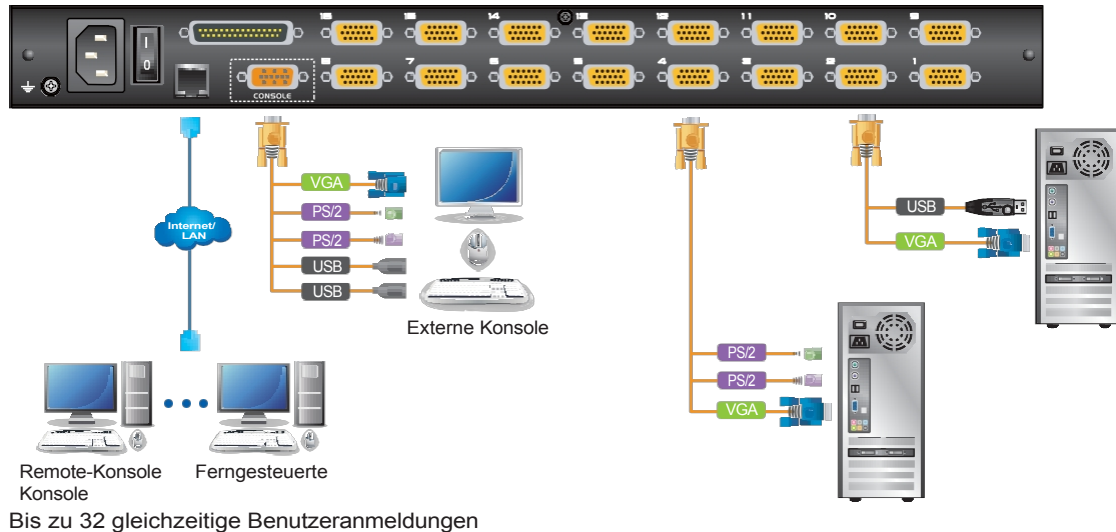 16 15 14 13 12 11 10 9
8 7 6 5 4 3 2 1
I
0
CONSOLE
Internet/
LAN
VGA
PS/2
PS/2
USB
USB
USB
VGA
Externe Konsole
PS/2
PS/2
VGA
Remote-Konsole Ferngesteuerte
Konsole
Bis zu 32 gleichzeitige Benutzeranmeldungen